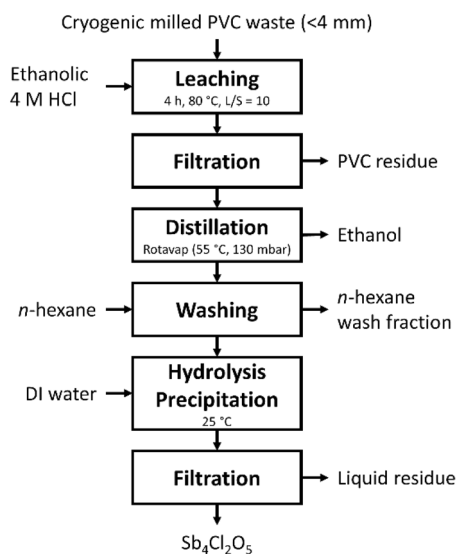 Cryogenic milled PVC waste (<4 mm)
Ethanolic
4 M HCl
Leaching
4 h, 80 °C, L/S = 10
Filtration
PVC residue
Distillation
Rotavap (55 °C, 130 mbar)
Ethanol
n-hexane
Washing
n-hexane
wash fraction
DI water
Hydrolysis
Precipitation
25 °C
Filtration
Liquid residue
Sb₄Cl₂O₅